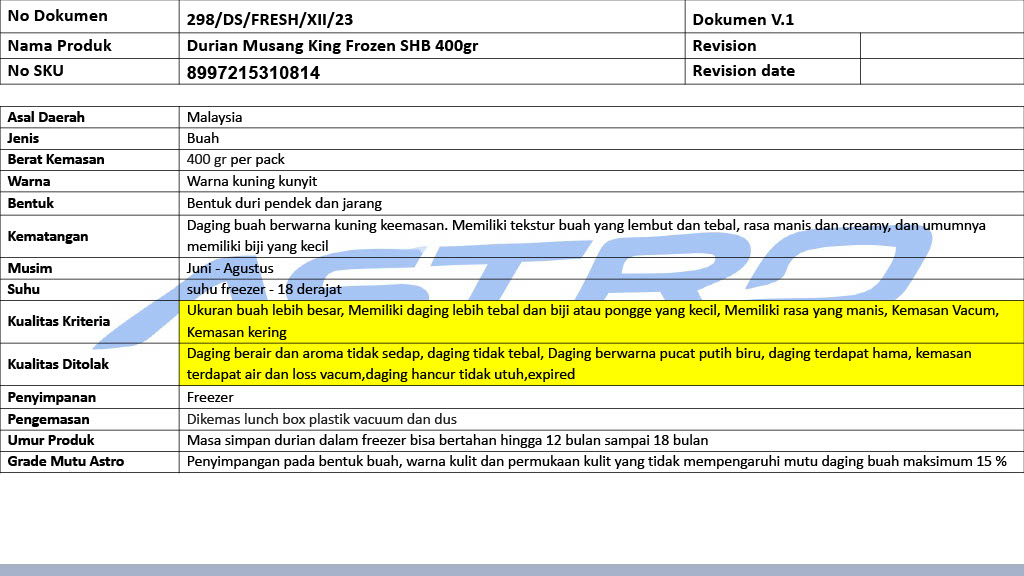 No Dokumen 298/DS/FRESH/XII/23 Dokumen V.1
Nama Produk Durian Musang King Frozen SHB 400gr Revision
No SKU 8997215310814 Revision date
Asal Daerah Malaysia
Jenis Buah
Berat Kemasan 400 gr per pack
Warna Warna kuning kunyit
Bentuk Bentuk duri pendek dan jarang
Kematangan Daging buah berwarna kuning keemasan. Memiliki tekstur buah yang lembut dan tebal, rasa manis dan creamy, dan umumnya
memiliki biji yang kecil
Musim Juni - Agustus
Suhu suhu freezer - 18 derajat
Kualitas Kriteria Ukuran buah lebih besar, Memiliki daging lebih tebal dan biji atau pongge yang kecil, Memiliki rasa yang manis, Kemasan Vacum,
Kemasan kering
Kualitas Ditolak Daging berair dan aroma tidak sedap, daging tidak tebal, Daging berwarna pucat putih biru, daging terdapat hama, kemasan
terdapat air dan loss vacum,daging hancur tidak utuh,expired
Penyimpanan Freezer
Pengemasan Dikemas lunch box plastik vacuum dan dus
Umur Produk Masa simpan durian dalam freezer bisa bertahan hingga 12 bulan sampai 18 bulan
Grade Mutu Astro Penyimpangan pada bentuk buah, warna kulit dan permukaan kulit yang tidak mempengaruhi mutu daging buah maksimum 15 %
ASTRO